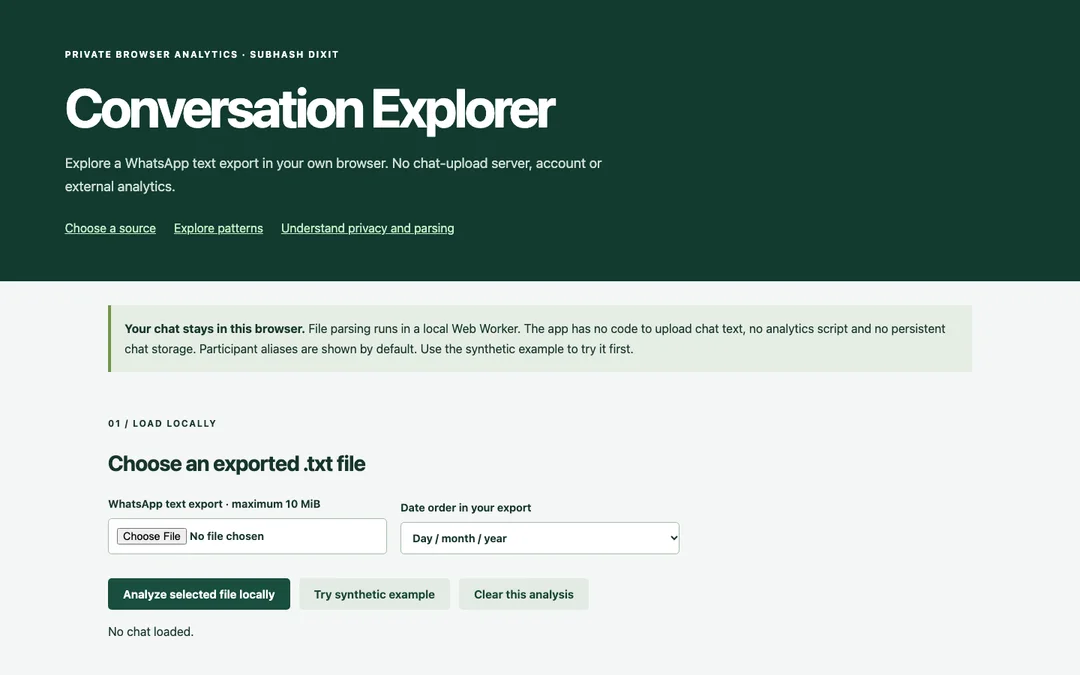 PRIVATE BROWSER ANALYTICS · SUBHASH DIXIT
Conversation Explorer
Explore a WhatsApp text export in your own browser. No chat-upload server, account or
external analytics.
Choose a source Explore patterns Understand privacy and parsing
Your chat stays in this browser. File parsing runs in a local Web Worker. The app has no code to upload chat text, no analytics script and no persistent
chat storage. Participant aliases are shown by default. Use the synthetic example to try it first.
01 / LOAD LOCALLY
Choose an exported .txt file
WhatsApp text export · maximum 10 MiB
Date order in your export
Choose File No file chosen
Day / month / year
Analyze selected file locally Try synthetic example Clear this analysis
No chat loaded.